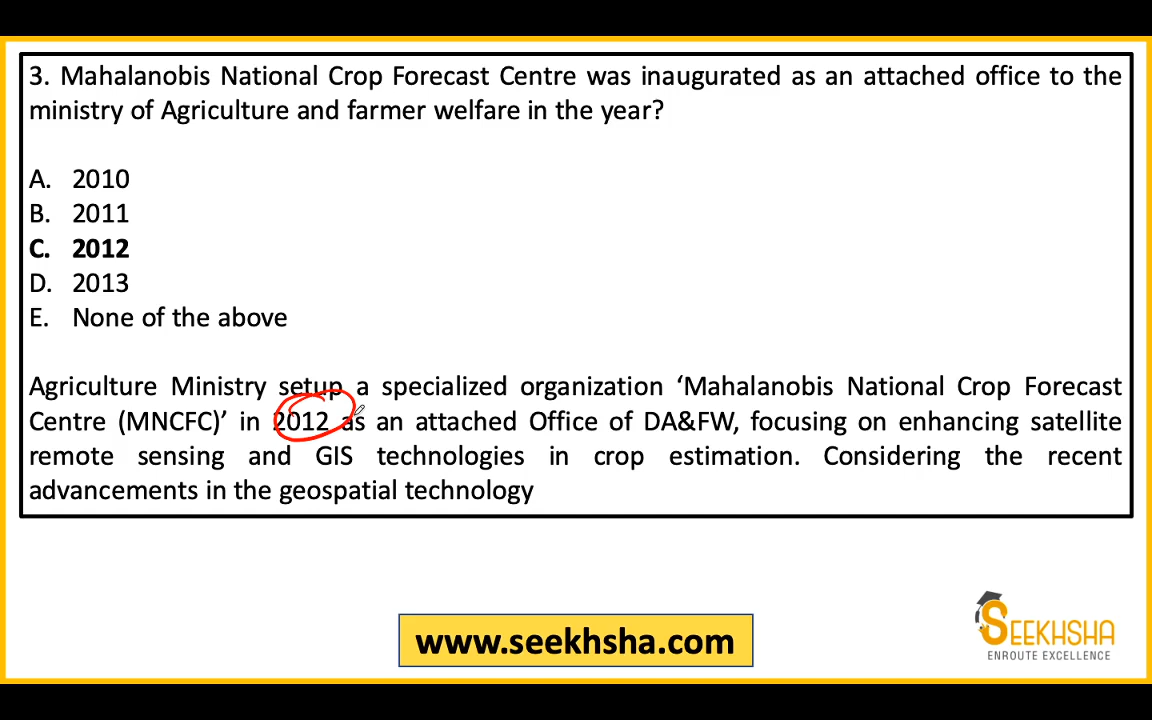 3. Mahalanobis National Crop Forecast Centre was inaugurated as an attached office to the
ministry of Agriculture and farmer welfare in the year?
A. 2010
B. 2011
C. 2012
D. 2013
E. None of the above
Agriculture Ministry setup a specialized organization ‘Mahalanobis National Crop Forecast
Centre (MNCFC)’ in 2012 as an attached Office of DA&FW, focusing on enhancing satellite
remote sensing and GIS technologies in crop estimation. Considering the recent
advancements in the geospatial technology
www.seekhsha.com
SEEKHSHA
ENROUTE EXCELLENCE